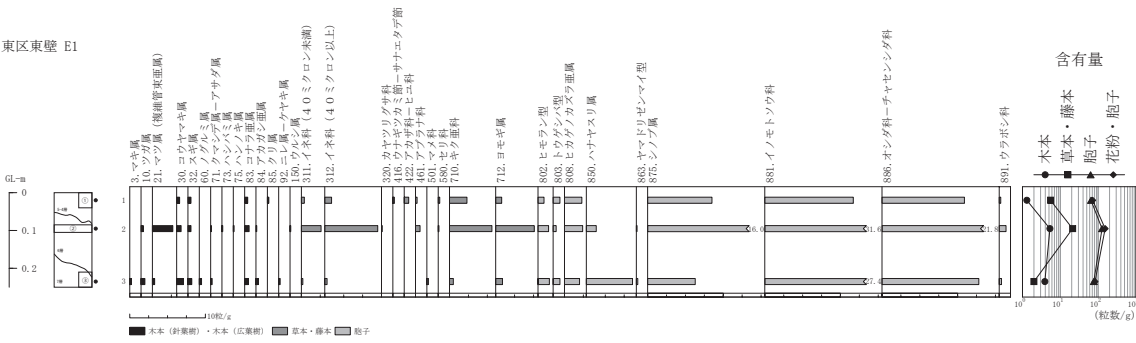 東区東壁 E1
3. マキ属
10. ツガ属
21. マツ属 (複維管束亜属)
30. コウヤマキ属
32. スギ属
60. ノグルミ属
71. クマシデ属－アサダ属
73. ハシバミ属
75. ハンノキ属
83. コナラ亜属
84. アカガシ亜属
85. クリ属
92. ニレ属－ケヤキ属
150. ウルシ属
311. イネ科 (40ミクロン未満)
312. イネ科 (40ミクロン以上)
320. カヤツリグサ科
416. ウナギツカミ節－サナエタデ節
422. アカザ科－ヒユ科
461. アブラナ科
501. マメ科
580. セリ科
710. キク亜科
712. ヨモギ属
802. ヒモラン型
803. トウゲシバ型
808. ヒカゲノカズラ亜属
850. ハナヤスリ属
863. ヤマドリゼンマイ型
875. シノブ属
881. イノモトソウ科
886. オシダ科－チャセンシダ科
891. ウラボシ科
含有量
木本
草本・藤本
胞子
花粉・胞子
GL-m
0
0.1
0.2
①
②
③
1
2
3
16.0
31.6
21.8
27.4
10粒/g
木本 (針葉樹)・木本 (広葉樹)
草本・藤本
胞子
10⁰ 10¹ 10² 10³
(粒数/g)